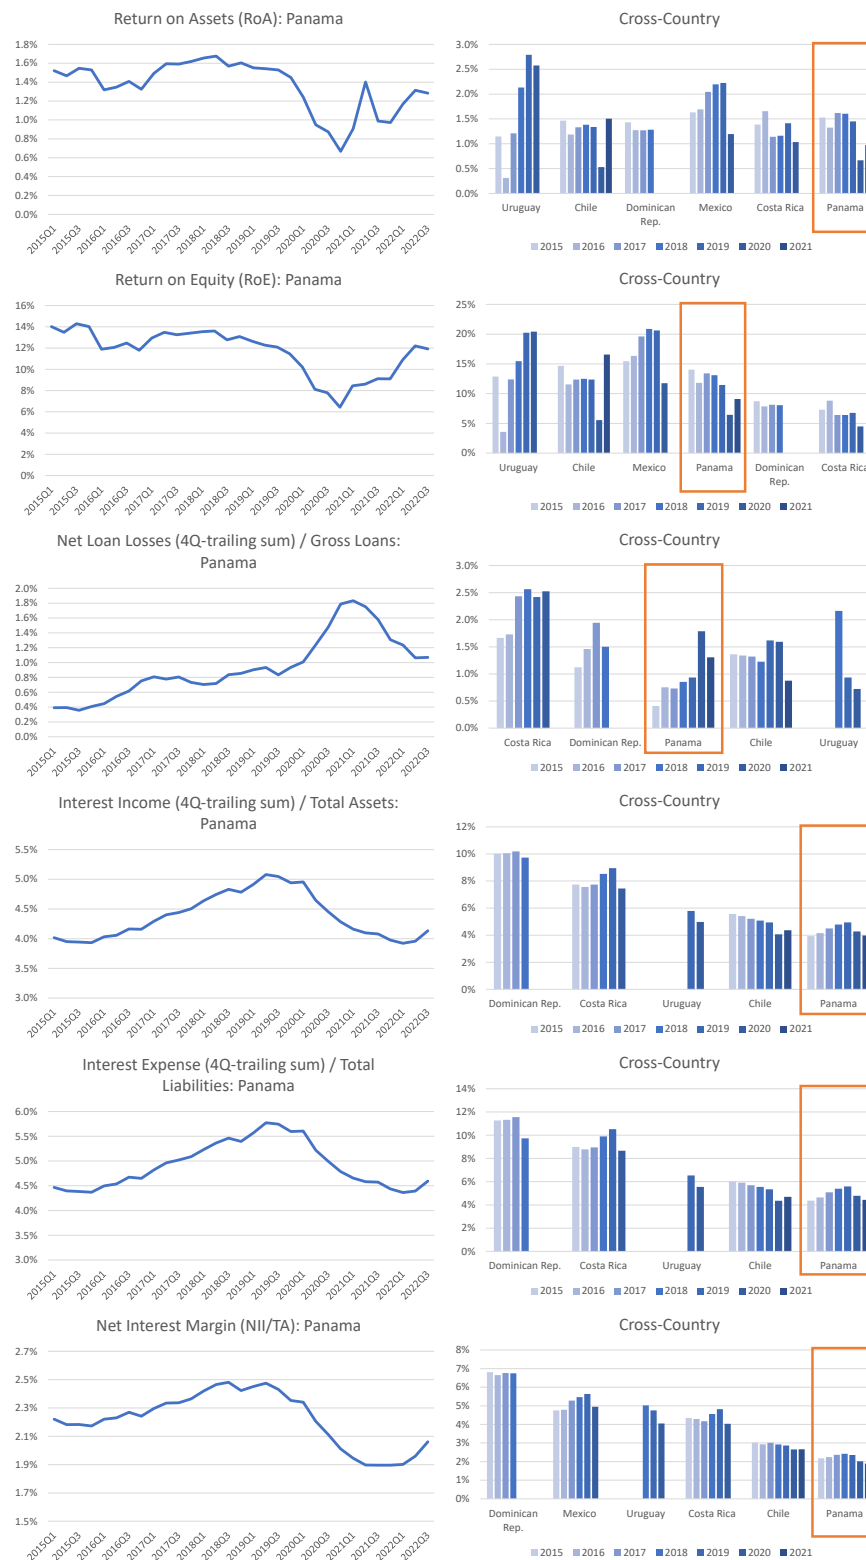 Return on Assets (RoA): Panama
1.8%
1.6%
1.4%
1.2%
1.0%
0.8%
0.6%
0.4%
0.2%
0.0%
2015Q1 2015Q3 2016Q1 2016Q3 2017Q1 2017Q3 2018Q1 2018Q3 2019Q1 2019Q3 2020Q1 2020Q3 2021Q1 2021Q3 2022Q1 2022Q3
Cross-Country
3.0%
2.5%
2.0%
1.5%
1.0%
0.5%
0.0%
Uruguay Chile Dominican Mexico Costa Rica Panama
Rep.
2015 2016 2017 2018 2019 2020 2021
Return on Equity (RoE): Panama
16%
14%
12%
10%
8%
6%
4%
2%
0%
2015Q1 2015Q3 2016Q1 2016Q3 2017Q1 2017Q3 2018Q1 2018Q3 2019Q1 2019Q3 2020Q1 2020Q3 2021Q1 2021Q3 2022Q1 2022Q3
Cross-Country
25%
20%
15%
10%
5%
0%
Uruguay Chile Mexico Panama Dominican Costa Rica
Rep.
2015 2016 2017 2018 2019 2020 2021
Net Loan Losses (4Q-trailing sum) / Gross Loans:
Panama
2.0%
1.8%
1.6%
1.4%
1.2%
1.0%
0.8%
0.6%
0.4%
0.2%
0.0%
2015Q1 2015Q3 2016Q1 2016Q3 2017Q1 2017Q3 2018Q1 2018Q3 2019Q1 2019Q3 2020Q1 2020Q3 2021Q1 2021Q3 2022Q1 2022Q3
Cross-Country
3.0%
2.5%
2.0%
1.5%
1.0%
0.5%
0.0%
Costa Rica Dominican Rep. Panama Chile Uruguay
2015 2016 2017 2018 2019 2020 2021
Interest Income (4Q-trailing sum) / Total Assets:
Panama
5.5%
5.0%
4.5%
4.0%
3.5%
3.0%
2015Q1 2015Q3 2016Q1 2016Q3 2017Q1 2017Q3 2018Q1 2018Q3 2019Q1 2019Q3 2020Q1 2020Q3 2021Q1 2021Q3 2022Q1 2022Q3
Cross-Country
12%
10%
8%
6%
4%
2%
0%
Dominican Rep. Costa Rica Uruguay Chile Panama
2015 2016 2017 2018 2019 2020 2021
Interest Expense (4Q-trailing sum) / Total
Liabilities: Panama
6.0%
5.5%
5.0%
4.5%
4.0%
3.5%
3.0%
2015Q1 2015Q3 2016Q1 2016Q3 2017Q1 2017Q3 2018Q1 2018Q3 2019Q1 2019Q3 2020Q1 2020Q3 2021Q1 2021Q3 2022Q1 2022Q3
Cross-Country
14%
12%
10%
8%
6%
4%
2%
0%
Dominican Rep. Costa Rica Uruguay Chile Panama
2015 2016 2017 2018 2019 2020 2021
Net Interest Margin (NII/TA): Panama
2.7%
2.5%
2.3%
2.1%
1.9%
1.7%
1.5%
2015Q1 2015Q3 2016Q1 2016Q3 2017Q1 2017Q3 2018Q1 2018Q3 2019Q1 2019Q3 2020Q1 2020Q3 2021Q1 2021Q3 2022Q1 2022Q3
Cross-Country
8%
7%
6%
5%
4%
3%
2%
1%
0%
Dominican Mexico Uruguay Costa Rica Chile Panama
Rep.
2015 2016 2017 2018 2019 2020 2021